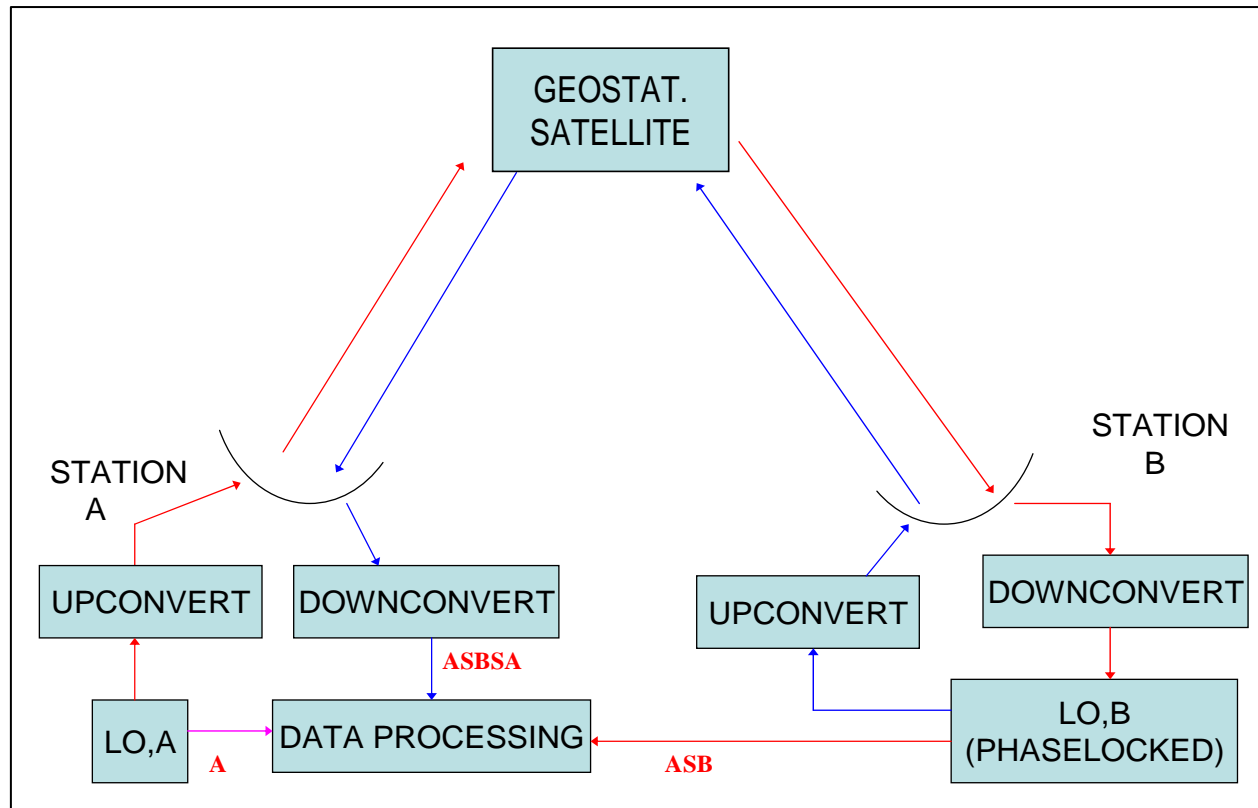 GEOSTAT.
SATELLITE
STATION
A
STATION
B
UPCONVERT
DOWNCONVERT
UPCONVERT
DOWNCONVERT
ASBSA
LO,A
DATA PROCESSING
LO,B
(PHASELOCKED)
A
ASB